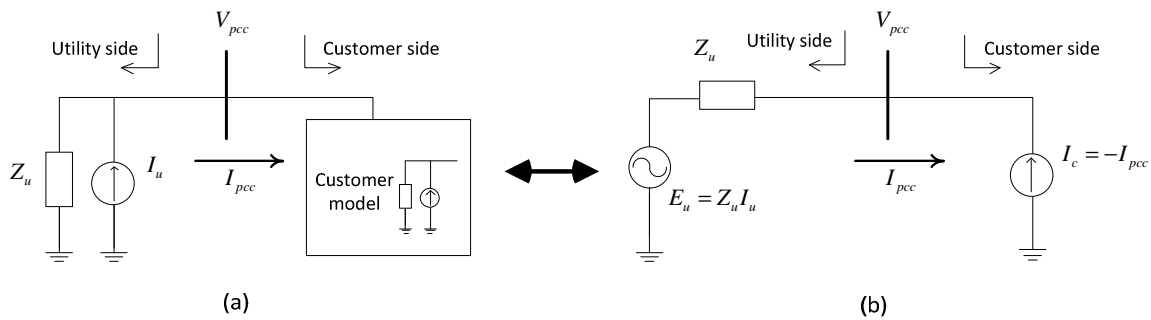 V_pcc
Utility side
Customer side
Z_u
I_u
I_pcc
Customer
model
(a)
V_pcc
Z_u
Utility side
Customer side
E_u = Z_u I_u
I_pcc
I_c = −I_pcc
(b)